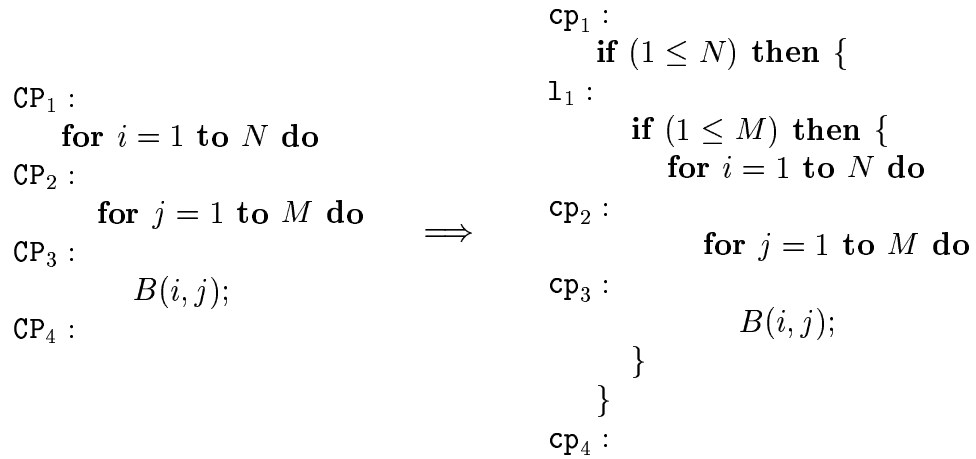 CP₁ :
for i = 1 to N do
CP₂ :
for j = 1 to M do
CP₃ :
B(i, j);
CP₄ :
⟹
cp₁ :
if (1 ≤ N) then {
l₁ :
if (1 ≤ M) then {
for i = 1 to N do
cp₂ :
for j = 1 to M do
cp₃ :
B(i, j);
}
}
cp₄ :